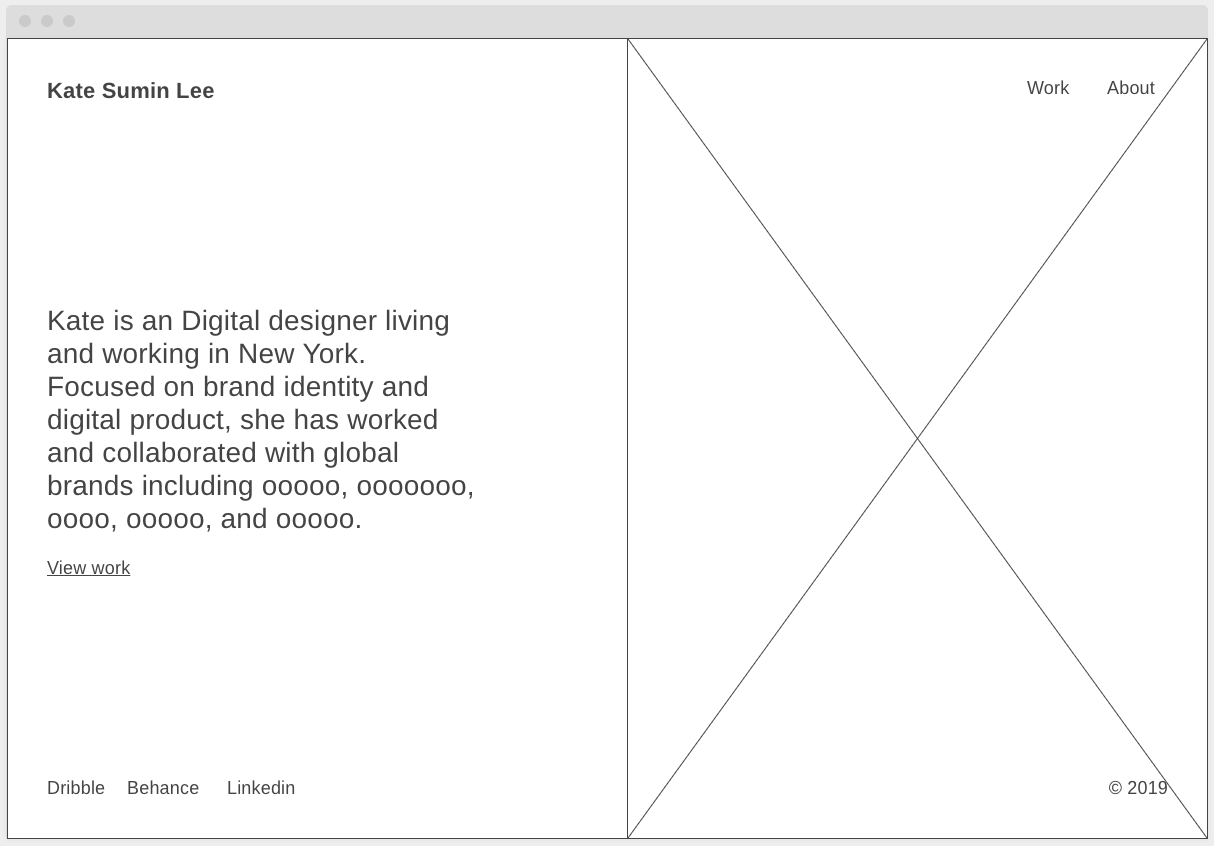 Kate Sumin Lee
Work About
Kate is an Digital designer living
and working in New York.
Focused on brand identity and
digital product, she has worked
and collaborated with global
brands including ooooo, ooooooo,
oooo, ooooo, and ooooo.
View work
Dribble Behance Linkedin
© 2019